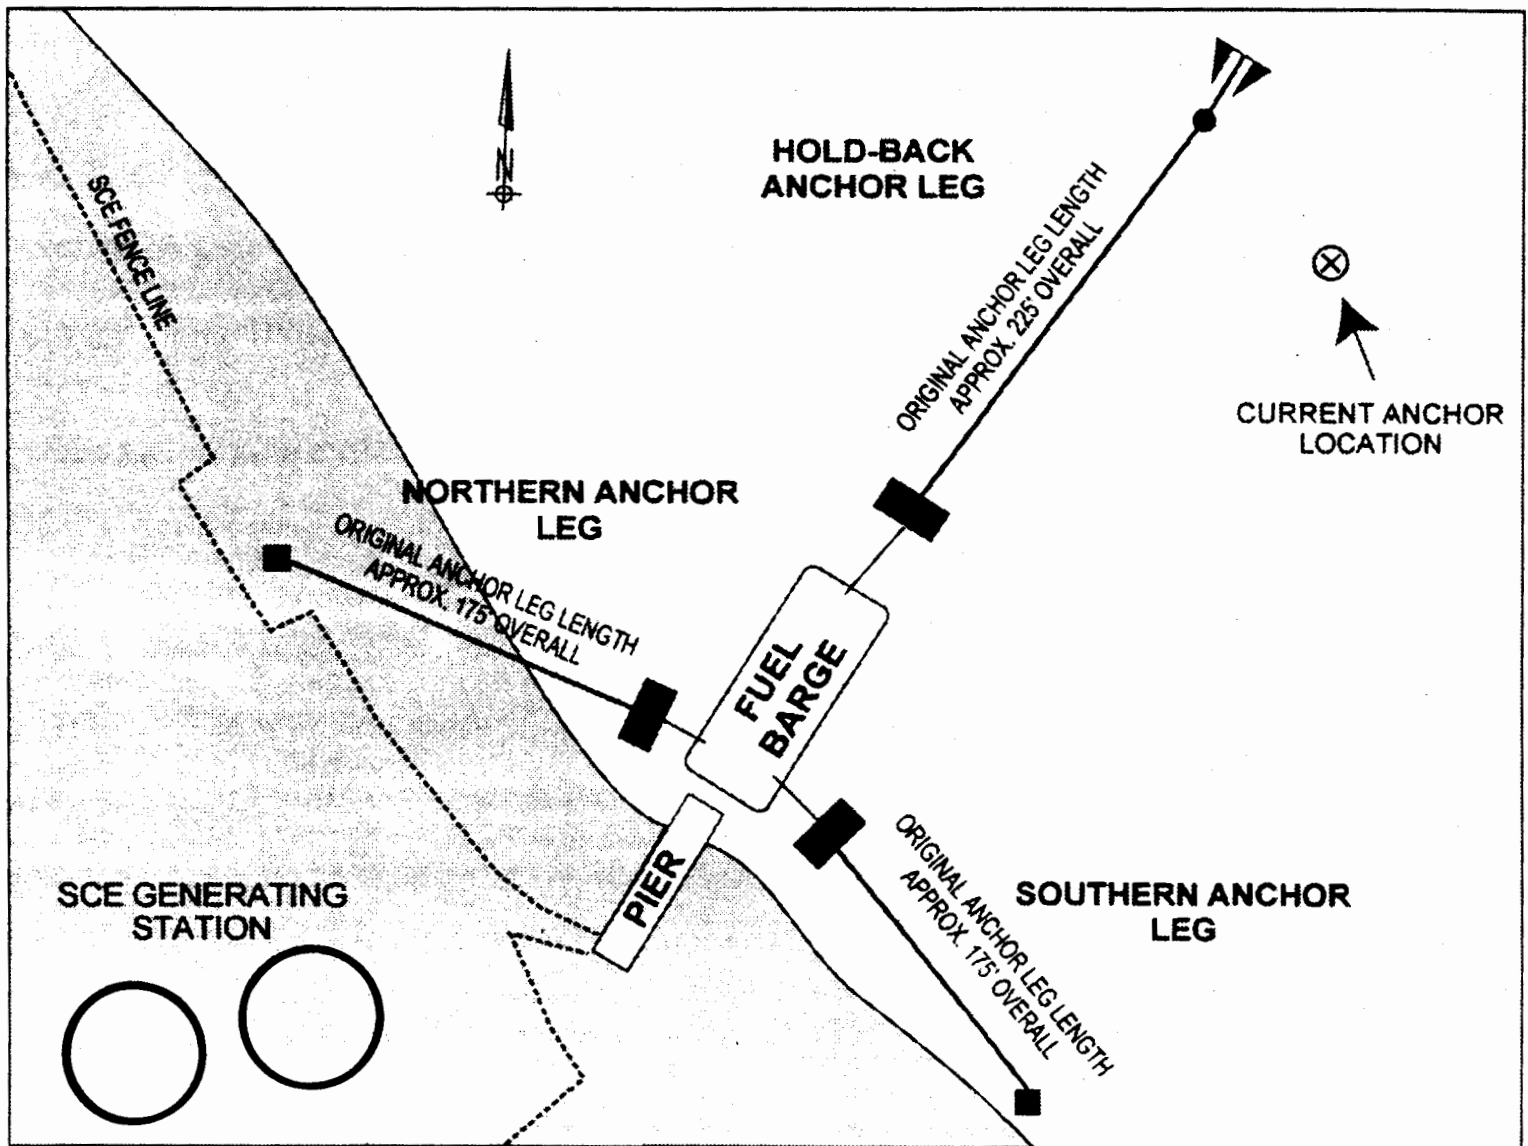 N
HOLD-BACK
ANCHOR LEG
SCE FENCE LINE
ORIGINAL ANCHOR LEG LENGTH
APPROX. 225' OVERALL
CURRENT ANCHOR
LOCATION
NORTHERN ANCHOR
LEG
ORIGINAL ANCHOR LEG LENGTH
APPROX. 175' OVERALL
FUEL
BARGE
PIER
ORIGINAL ANCHOR LEG LENGTH
APPROX. 175' OVERALL
SOUTHERN ANCHOR
LEG
SCE GENERATING
STATION